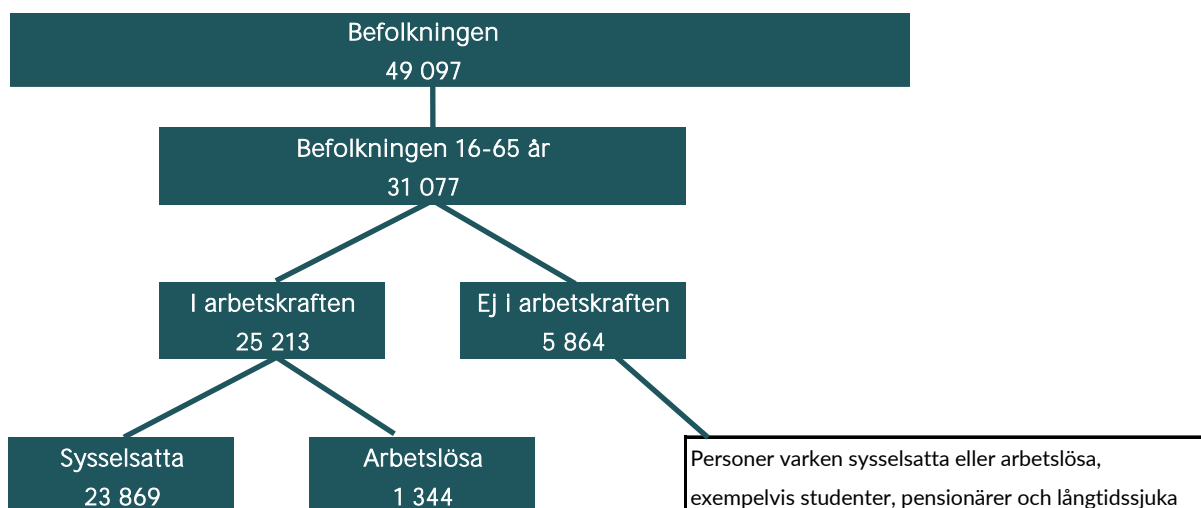 Befolkningen
49 097
Befolkningen 16-65 år
31 077
I arbetskraften
25 213
Ej i arbetskraften
5 864
Sysselsatta
23 869
Arbetslösa
1 344
Personer varken sysselsatta eller arbetslösa,
exempelvis studenter, pensionärer och långtidssjuka